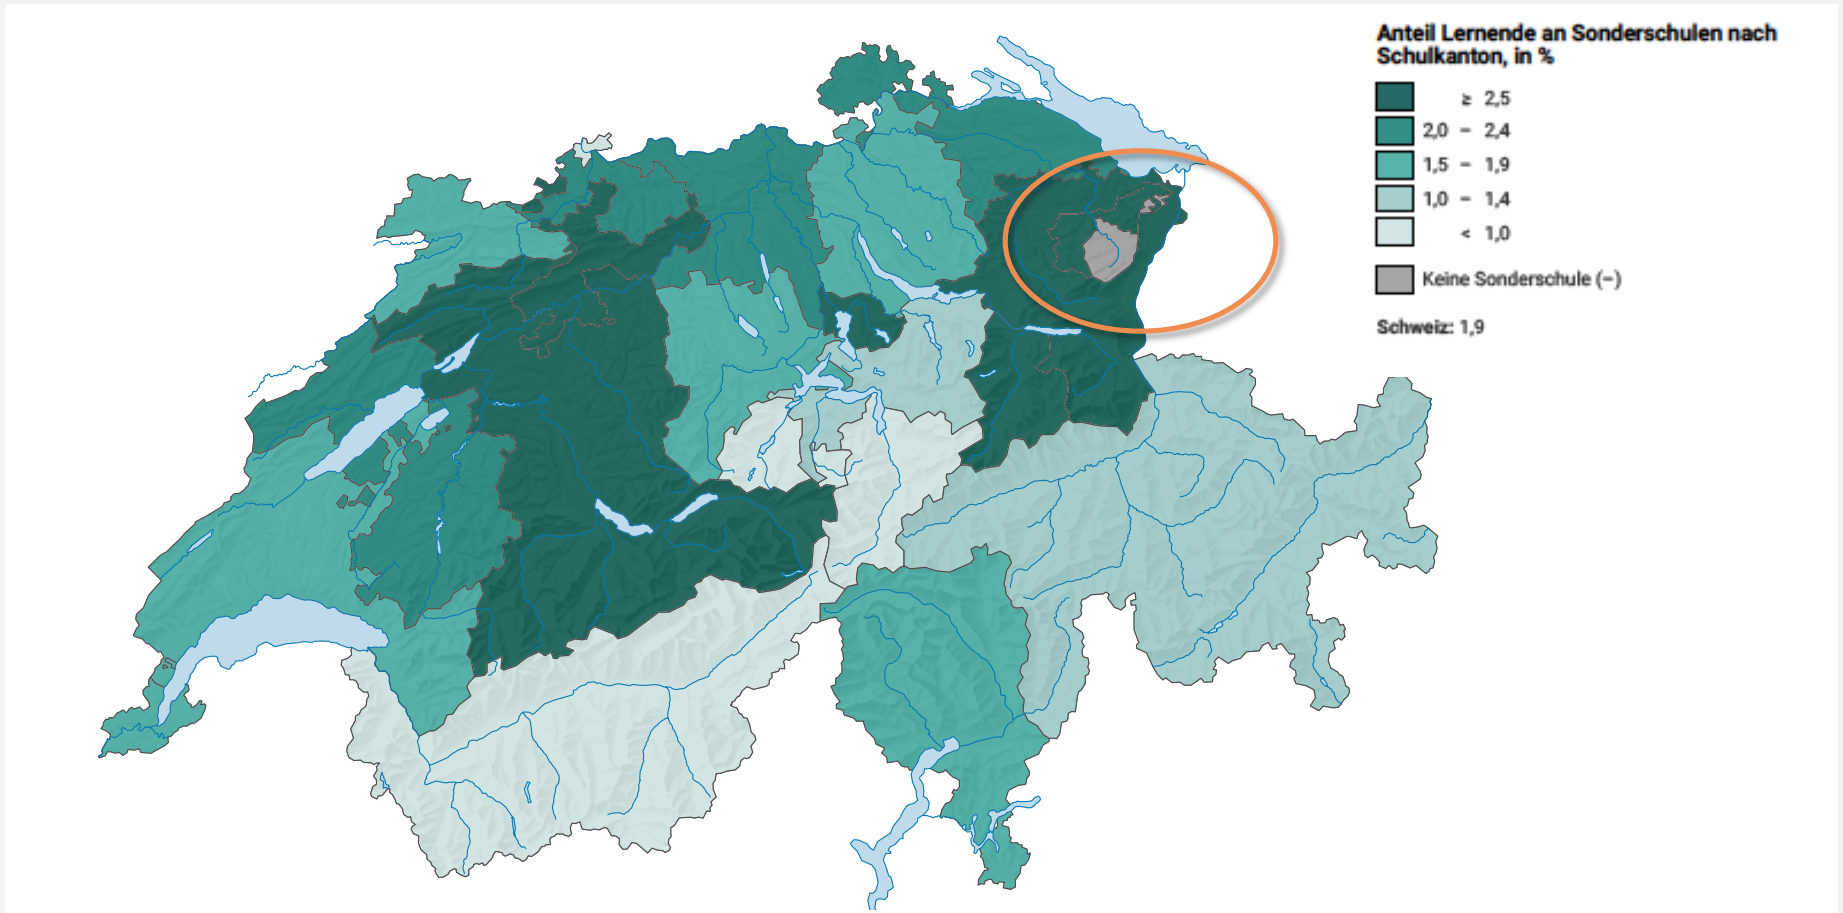 Anteil Lernende an Sonderschulen nach
Schulkanton, in %
≥ 2,5
2,0 – 2,4
1,5 – 1,9
1,0 – 1,4
< 1,0
Keine Sonderschule (–)
Schweiz: 1,9